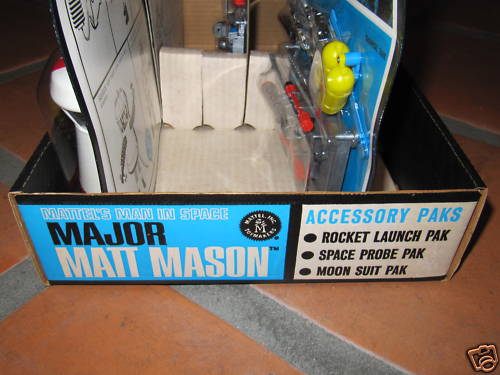 MATTEL'S MAN IN SPACE
MAJOR
MATT MASON™
MATTEL, INC.
M
TOYMAKERS
®
ACCESSORY PAKS
● ROCKET LAUNCH PAK
● SPACE PROBE PAK
● MOON SUIT PAK